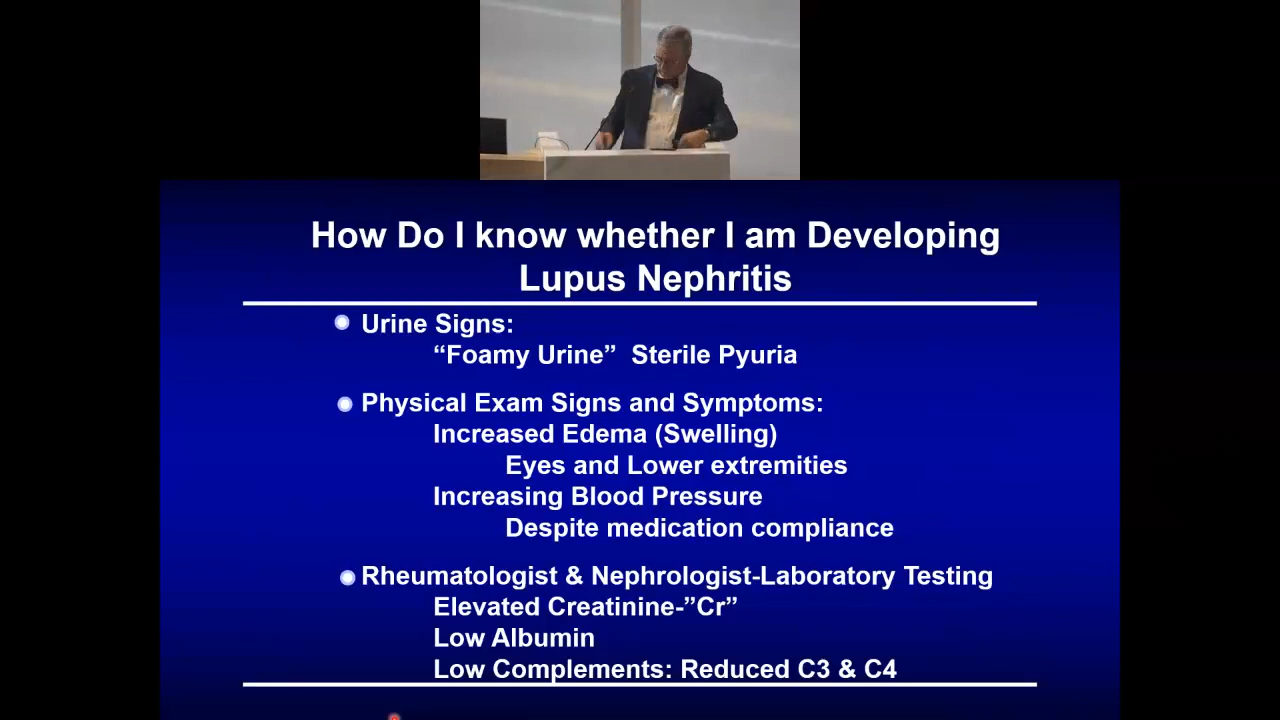 How Do I know whether I am Developing
Lupus Nephritis
Urine Signs:
“Foamy Urine” Sterile Pyuria
Physical Exam Signs and Symptoms:
Increased Edema (Swelling)
Eyes and Lower extremities
Increasing Blood Pressure
Despite medication compliance
Rheumatologist & Nephrologist-Laboratory Testing
Elevated Creatinine-”Cr”
Low Albumin
Low Complements: Reduced C3 & C4